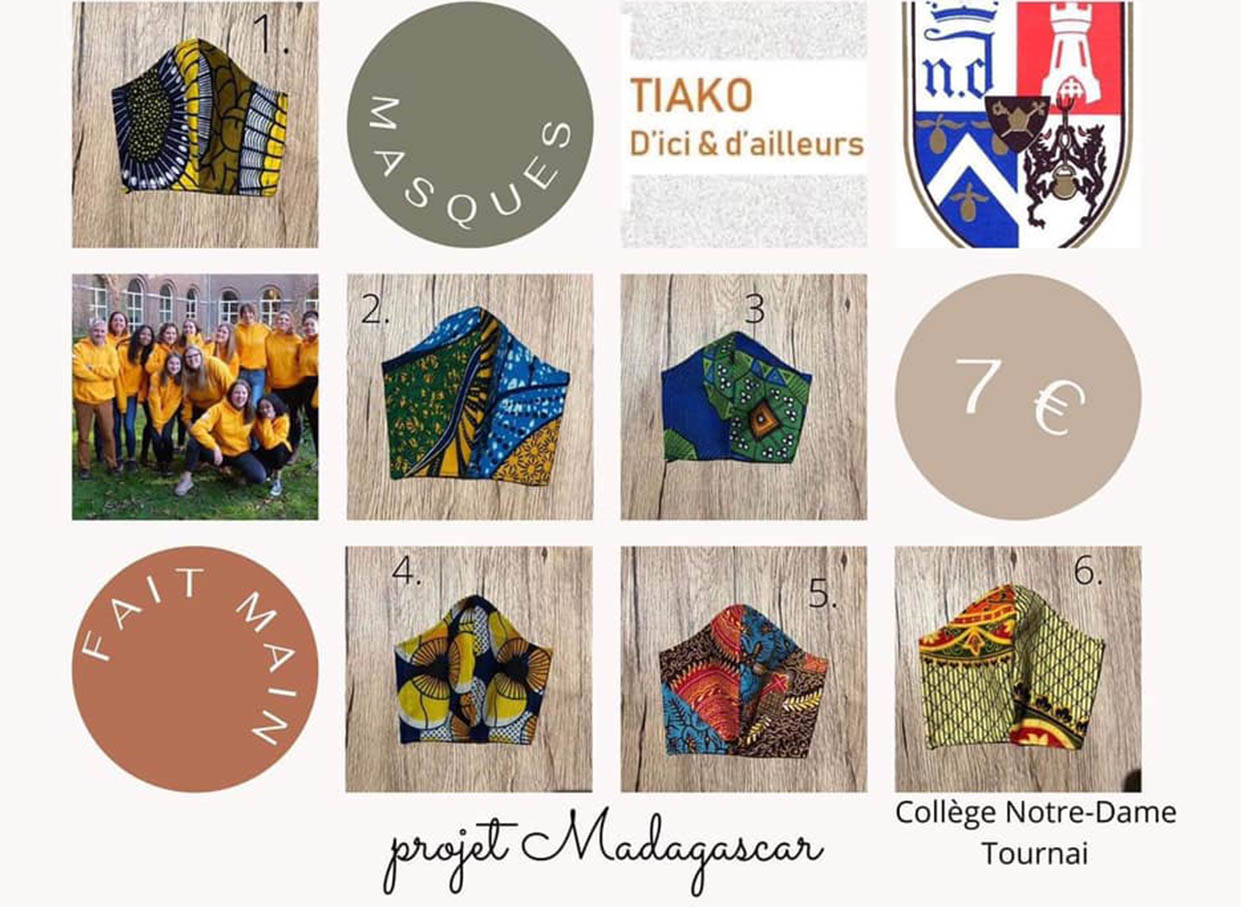 1.
MASQUES
TIAKO
D'ici & d'ailleurs
n.d
2.
3
7 €
FAIT MAIN
4.
5.
6.
projet Madagascar
Collège Notre-Dame
Tournai